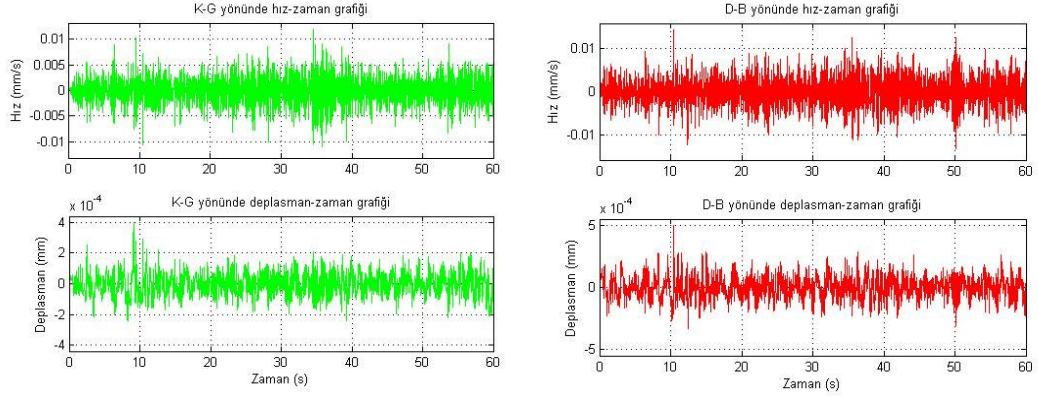 K-G yönünde hız-zaman grafiği
Hız (mm/s)
0.01
0.005
0
-0.005
-0.01
0 10 20 30 40 50 60
x 10⁻⁴
K-G yönünde deplasman-zaman grafiği
Deplasman (mm)
4
2
0
-2
-4
0 10 20 30 40 50 60
Zaman (s)
D-B yönünde hız-zaman grafiği
Hız (mm/s)
0.01
0
-0.01
0 10 20 30 40 50 60
x 10⁻⁴
D-B yönünde deplasman-zaman grafiği
Deplasman (mm)
5
0
-5
0 10 20 30 40 50 60
Zaman (s)